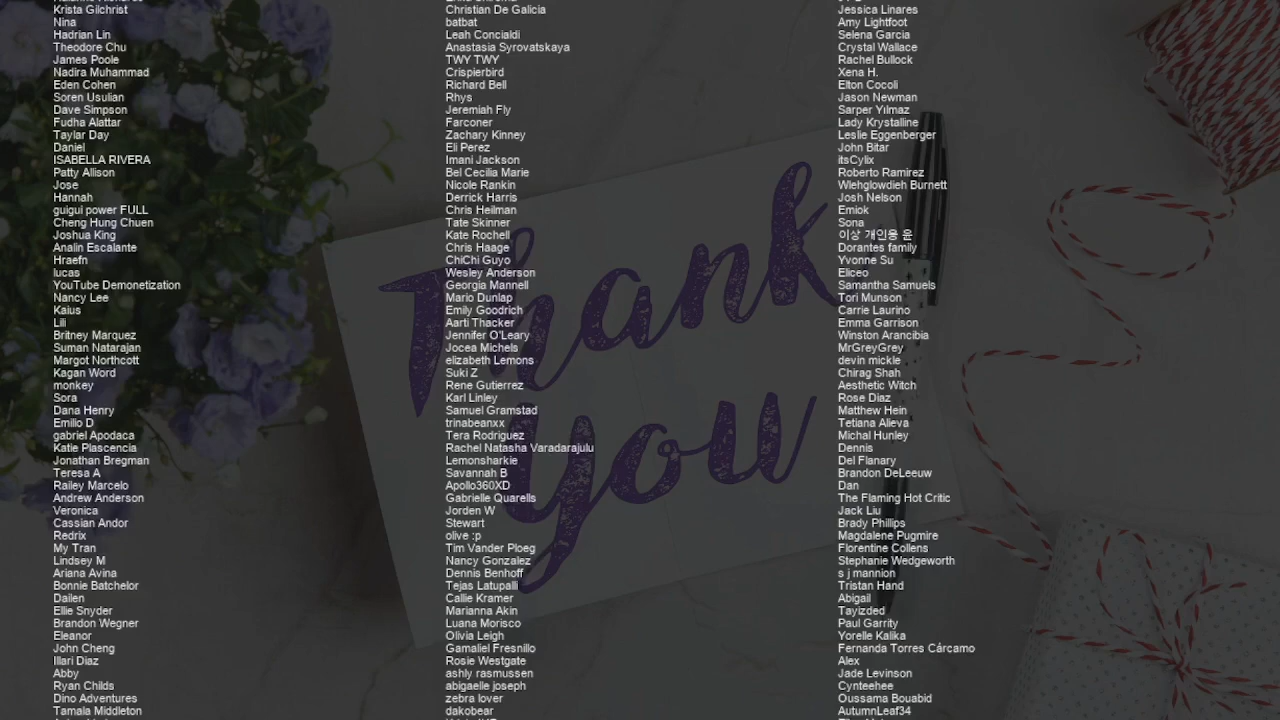 Krista Gilchrist
Nina
Hadrian Lin
Theodore Chu
James Poole
Nadira Muhammad
Eden Cohen
Soren Usulian
Dave Simpson
Fudha Alattar
Taylar Day
Daniel
ISABELLA RIVERA
Patty Allison
Jose
Hannah
guigui power FULL
Cheng Hung Chuen
Joshua King
Analin Escalante
Hraefn
lucas
YouTube Demonetization
Nancy Lee
Kaius
Lili
Britney Marquez
Suman Natarajan
Margot Northcott
Kagan Word
monkey
Sora
Dana Henry
Emilio D
gabriel Apodaca
Katie Plascencia
Jonathan Bregman
Teresa A
Railey Marcelo
Andrew Anderson
Veronica
Cassian Andor
Redrix
My Tran
Lindsey M
Ariana Avina
Bonnie Batchelor
Dailen
Ellie Snyder
Brandon Wegner
Eleanor
John Cheng
Illari Diaz
Abby
Ryan Childs
Dino Adventures
Tamala Middleton
Christian De Galicia
batbat
Leah Concialdi
Anastasia Syrovatskaya
TWY TWY
Crispierbird
Richard Bell
Rhys
Jeremiah Fly
Farconer
Zachary Kinney
Eli Perez
Imani Jackson
Bel Cecilia Marie
Nicole Rankin
Derrick Harris
Chris Heilman
Tate Skinner
Kate Rochell
Chris Haage
ChiChi Guyo
Wesley Anderson
Georgia Mannell
Mario Dunlap
Emily Goodrich
Aarti Thacker
Jennifer O'Leary
Jocea Michels
elizabeth Lemons
Suki Z
Rene Gutierrez
Karl Linley
Samuel Gramstad
trinabeanxx
Tera Rodriguez
Rachel Natasha Varadarajulu
Lemonsharkie
Savannah B
Apollo360XD
Gabrielle Quarells
Jorden W
Stewart
olive :p
Tim Vander Ploeg
Nancy Gonzalez
Dennis Benhoff
Tejas Latupalli
Callie Kramer
Marianna Akin
Luana Morisco
Olivia Leigh
Gamaliel Fresnillo
Rosie Westgate
ashly rasmussen
abigaelle joseph
zebra lover
dakobear
Jessica Linares
Amy Lightfoot
Selena Garcia
Crystal Wallace
Rachel Bullock
Xena H.
Elton Cocoli
Jason Newman
Sarper Yılmaz
Lady Krystaline
Leslie Eggenberger
John Bitar
itsCylix
Roberto Ramirez
Wlehglowdieh Burnett
Josh Nelson
Emiok
Sona
이상 개인용 윤
Dorantes family
Yvonne Su
Eliceo
Samantha Samuels
Tori Munson
Carrie Laurino
Emma Garrison
Winston Arancibia
MrGreyGrey
devin mickle
Chirag Shah
Aesthetic Witch
Rose Diaz
Matthew Hein
Tetiana Alieva
Michal Hunley
Dennis
Del Flanary
Brandon DeLeeuw
Dan
The Flaming Hot Critic
Jack Liu
Brady Phillips
Magdalene Pugmire
Florentine Collens
Stephanie Wedgeworth
s j mannion
Tristan Hand
Abigail
Tayizded
Paul Garrity
Yorelle Kalika
Fernanda Torres Cárcamo
Alex
Jade Levinson
Cynteehee
Oussama Bouabid
AutumnLeaf34
Thank
you